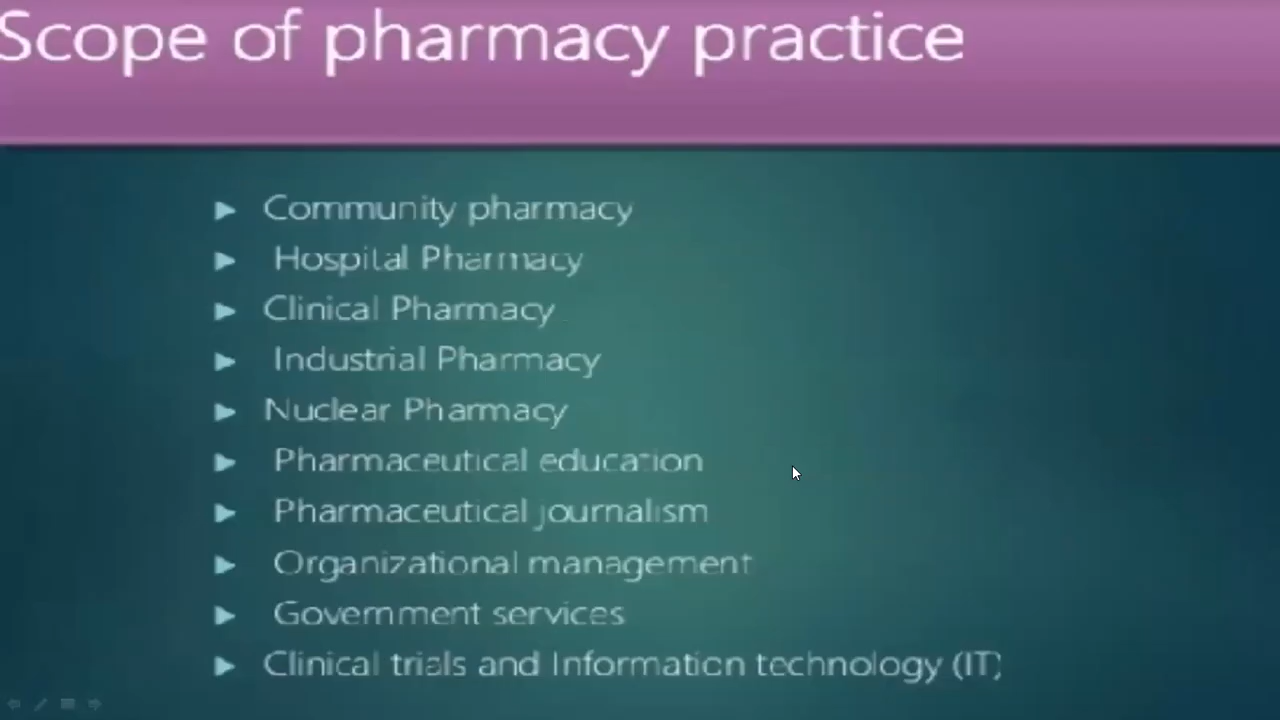 Scope of pharmacy practice
Community pharmacy
Hospital Pharmacy
Clinical Pharmacy
Industrial Pharmacy
Nuclear Pharmacy
Pharmaceutical education
Pharmaceutical journalism
Organizational management
Government services
Clinical trials and Information technology (IT)